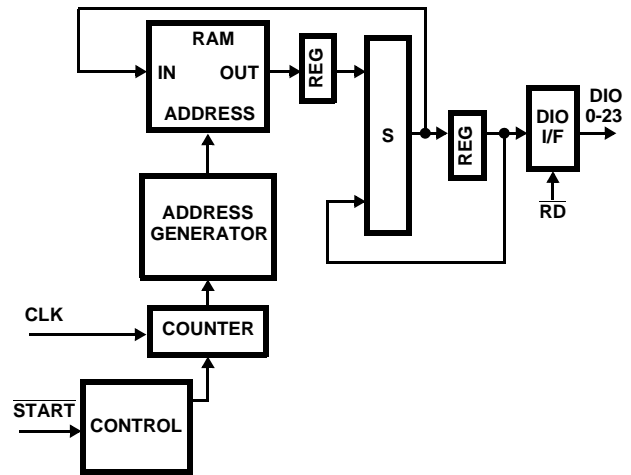 RAM
IN OUT
ADDRESS
REG
S
REG
DIO
I/F
DIO
0-23
RD
ADDRESS
GENERATOR
CLK
COUNTER
START
CONTROL